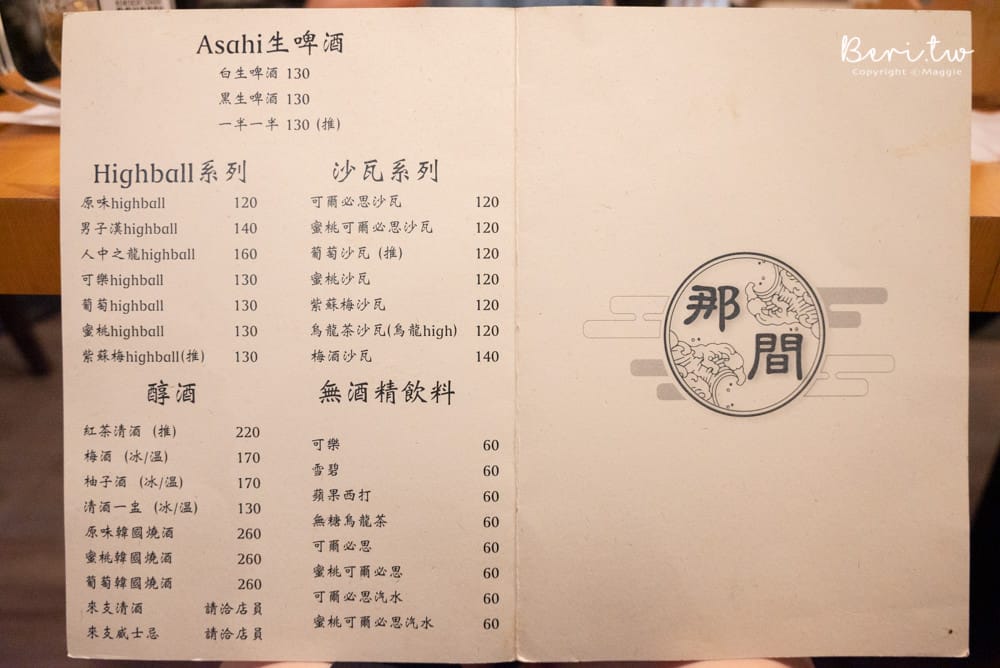 Asahi生啤酒
白生啤酒 130
黑生啤酒 130
一半一半 130 (推)
Highball系列
原味highball 120
男子漢highball 140
人中之龍highball 160
可樂highball 130
葡萄highball 130
蜜桃highball 130
紫蘇梅highball(推) 130
沙瓦系列
可爾必思沙瓦 120
蜜桃可爾必思沙瓦 120
葡萄沙瓦 (推) 120
蜜桃沙瓦 120
紫蘇梅沙瓦 120
烏龍茶沙瓦(烏龍high) 120
梅酒沙瓦 140
醇酒
紅茶清酒 (推) 220
梅酒 (冰/溫) 170
柚子酒 (冰/溫) 170
清酒一盅 (冰/溫) 130
原味韓國燒酒 260
蜜桃韓國燒酒 260
葡萄韓國燒酒 260
來支清酒 請洽店員
來支威士忌 請洽店員
無酒精飲料
可樂 60
雪碧 60
蘋果西打 60
無糖烏龍茶 60
可爾必思 60
蜜桃可爾必思 60
可爾必思汽水 60
蜜桃可爾必思汽水 60
那間
Beri.tw
Copyright ©Maggie